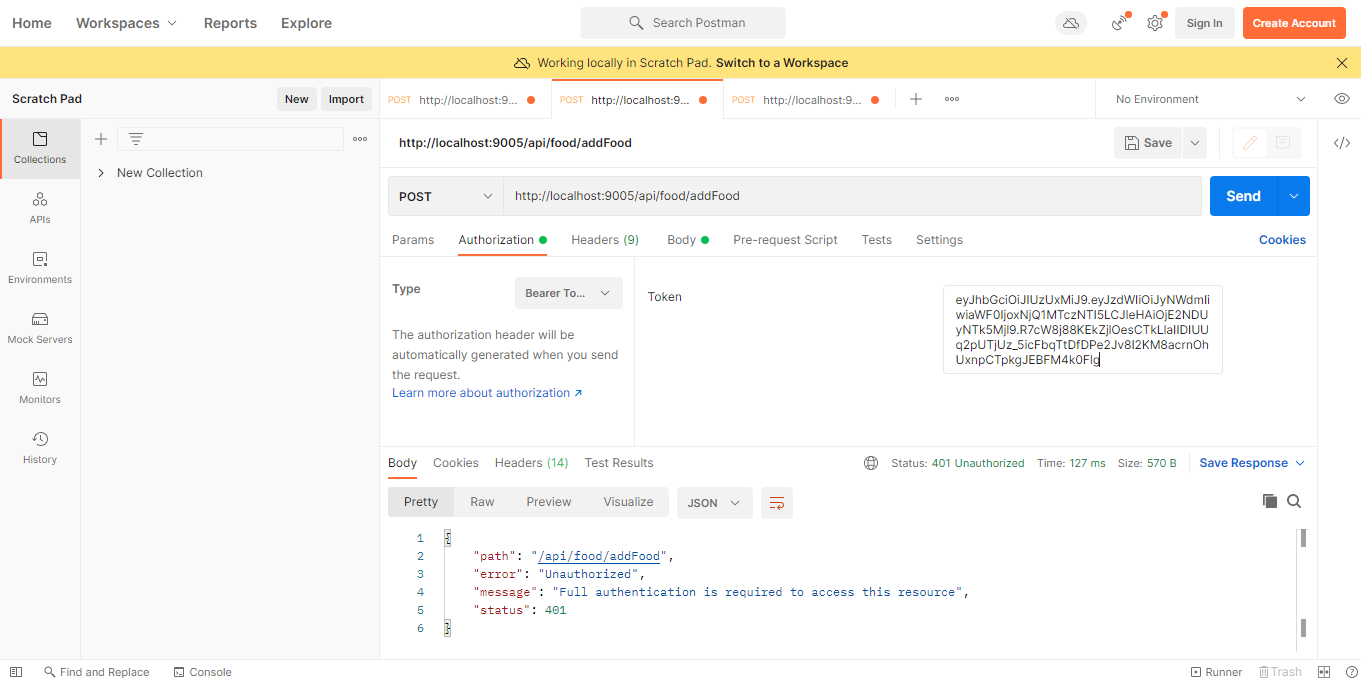 Home Workspaces Reports Explore Search Postman Sign In Create Account
Working locally in Scratch Pad. Switch to a Workspace
Scratch Pad New Import POST http://localhost:9... POST http://localhost:9... POST http://localhost:9... No Environment
Collections
http://localhost:9005/api/food/addFood Save
New Collection
POST http://localhost:9005/api/food/addFood Send
APIs
Params Authorization Headers (9) Body Pre-request Script Tests Settings Cookies
Environments
Type Bearer To... Token
eyJhbGciOiJIUzUxMiJ9.eyJzdWIiOiJyNWdmIi
wiaWF0IjoxNjQ1MTczNTI5LCJleHAiOjE2NDU
yNTk5Mjl9.R7cW8j88KEkZjlOesCTkLlaIIDIUU
q2pUTjUz_5icFbqTtDfDPe2Jv8I2KM8acrnOh
UxnpCTpkgJEBFM4k0FIg
The authorization header will be
automatically generated when you send
the request.
Learn more about authorization ↗
Mock Servers
Monitors
History
Body Cookies Headers (14) Test Results Status: 401 Unauthorized Time: 127 ms Size: 570 B Save Response
Pretty Raw Preview Visualize JSON
1 {
2 "path": "/api/food/addFood",
3 "error": "Unauthorized",
4 "message": "Full authentication is required to access this resource",
5 "status": 401
6 }
Find and Replace Console Runner Trash